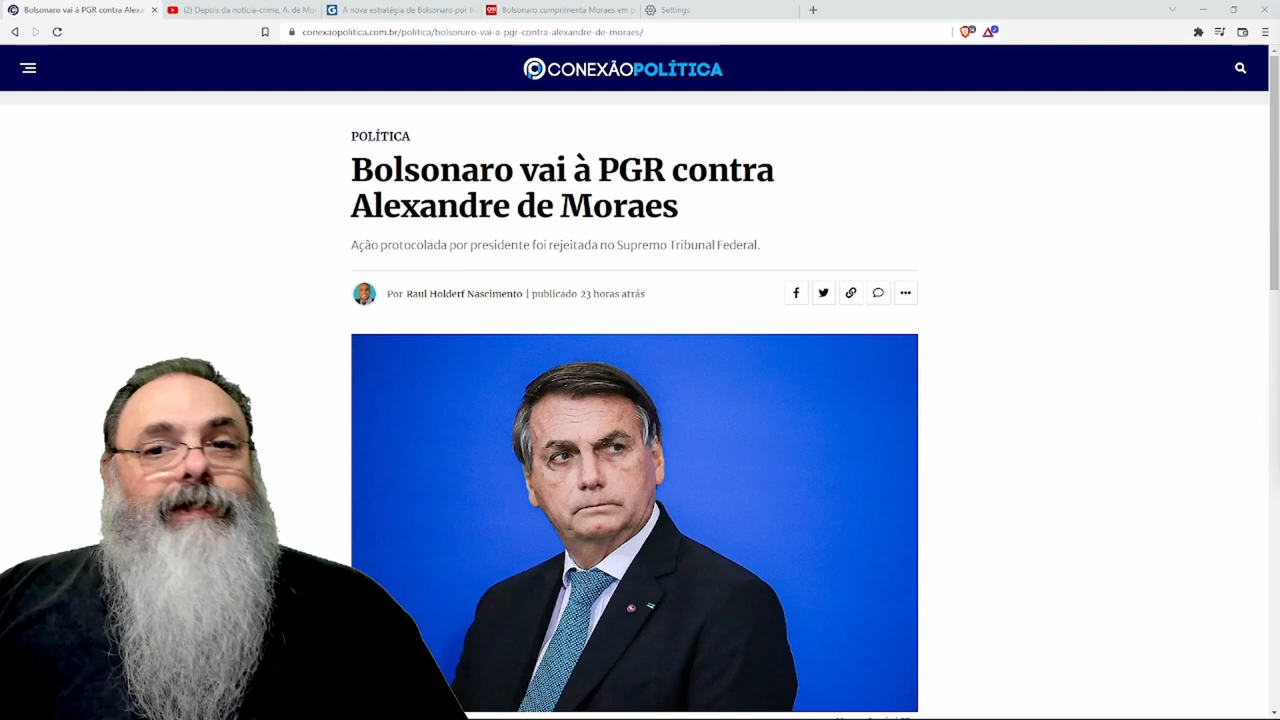 Bolsonaro vai à PGR contra Alexa
(2) Depois da notícia-crime, A. de Mo
A nova estratégia de Bolsonaro por t
Bolsonaro cumprimenta Moraes em p
Settings
conexaopolitica.com.br/politica/bolsonaro-vai-a-pgr-contra-alexandre-de-moraes/
CONEXÃOPOLÍTICA
POLÍTICA
Bolsonaro vai à PGR contra
Alexandre de Moraes
Ação protocolada por presidente foi rejeitada no Supremo Tribunal Federal.
Por Raul Holderf Nascimento | publicado 23 horas atrás